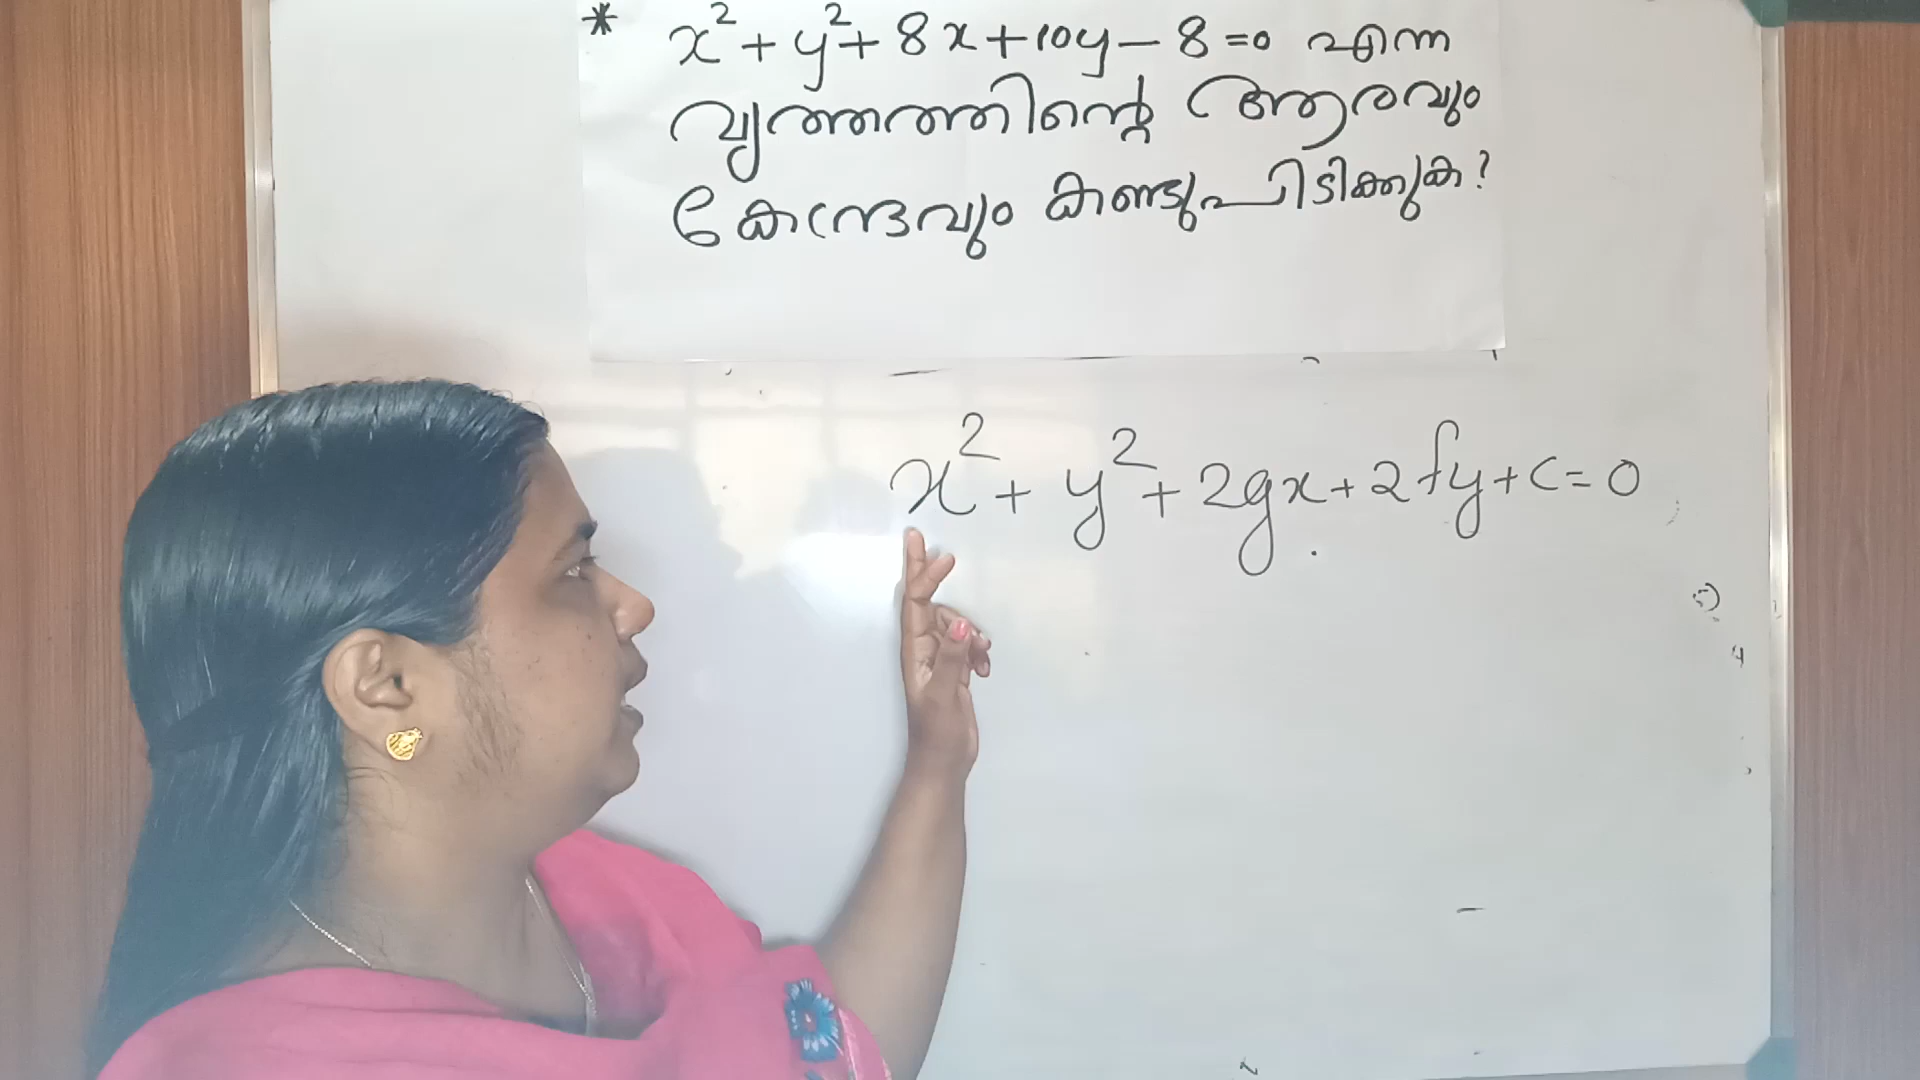 * x²+y²+8x+10y-8=0 എന്ന
വൃത്തത്തിന്റെ ആരവും
കേന്ദ്രവും കണ്ടുപിടിക്കുക?
x²+y²+2gx+2fy+c=0